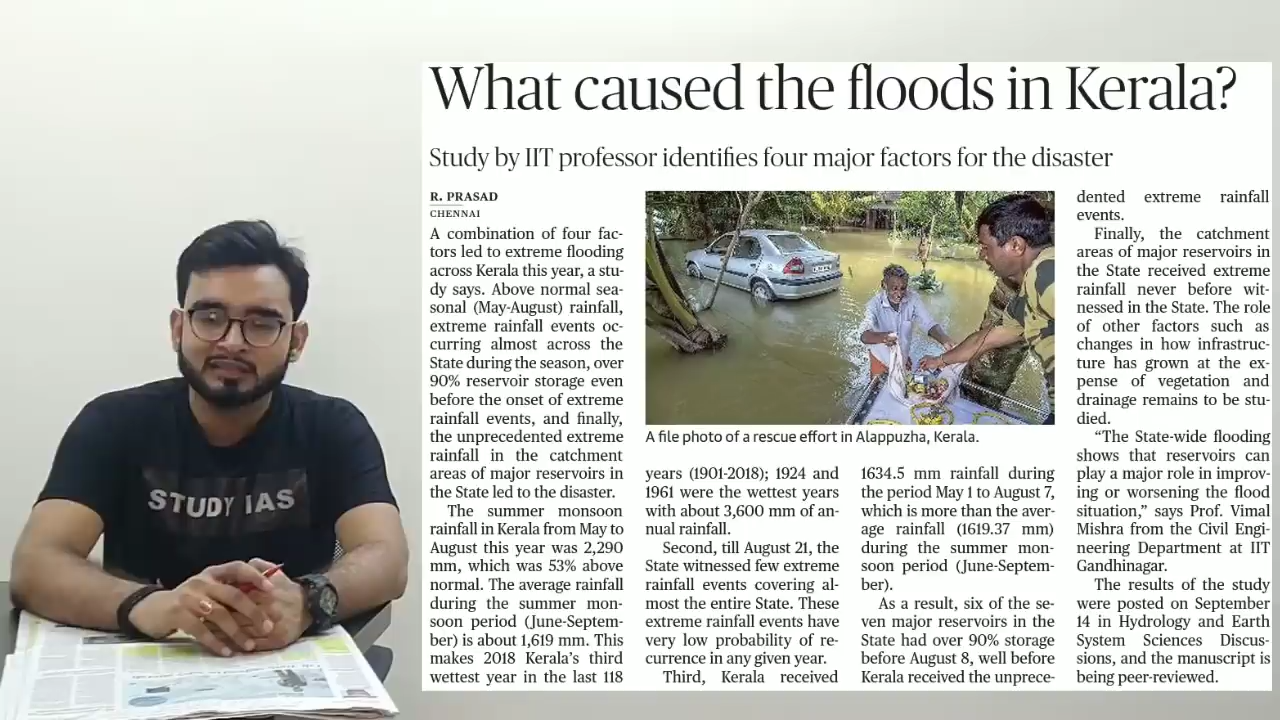 What caused the floods in Kerala?
Study by IIT professor identifies four major factors for the disaster
R. PRASAD
CHENNAI
A combination of four fac-
tors led to extreme flooding
across Kerala this year, a stu-
dy says. Above normal sea-
sonal (May-August) rainfall,
extreme rainfall events oc-
curring almost across the
State during the season, over
90% reservoir storage even
before the onset of extreme
rainfall events, and finally,
the unprecedented extreme
rainfall in the catchment
areas of major reservoirs in
the State led to the disaster.
The summer monsoon
rainfall in Kerala from May to
August this year was 2,290
mm, which was 53% above
normal. The average rainfall
during the summer mon-
soon period (June-Septem-
ber) is about 1,619 mm. This
makes 2018 Kerala's third
wettest year in the last 118
A file photo of a rescue effort in Alappuzha, Kerala.
years (1901-2018); 1924 and
1961 were the wettest years
with about 3,600 mm of an-
nual rainfall.
Second, till August 21, the
State witnessed few extreme
rainfall events covering al-
most the entire State. These
extreme rainfall events have
very low probability of re-
currence in any given year.
Third, Kerala received
1634.5 mm rainfall during
the period May 1 to August 7,
which is more than the aver-
age rainfall (1619.37 mm)
during the summer mon-
soon period (June-Septem-
ber).
As a result, six of the se-
ven major reservoirs in the
State had over 90% storage
before August 8, well before
Kerala received the unprece-
dented extreme rainfall
events.
Finally, the catchment
areas of major reservoirs in
the State received extreme
rainfall never before wit-
nessed in the State. The role
of other factors such as
changes in how infrastruc-
ture has grown at the ex-
pense of vegetation and
drainage remains to be stu-
died.
“The State-wide flooding
shows that reservoirs can
play a major role in improv-
ing or worsening the flood
situation,” says Prof. Vimal
Mishra from the Civil Engi-
neering Department at IIT
Gandhinagar.
The results of the study
were posted on September
14 in Hydrology and Earth
System Sciences Discus-
sions, and the manuscript is
being peer-reviewed.
STUDY IAS